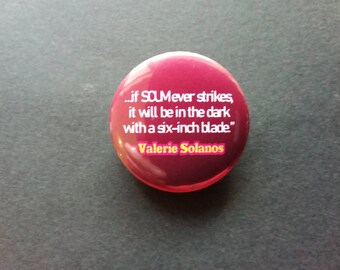 ...if SCUM ever strikes,
it will be in the dark
with a six-inch blade."
- Valerie Solanos